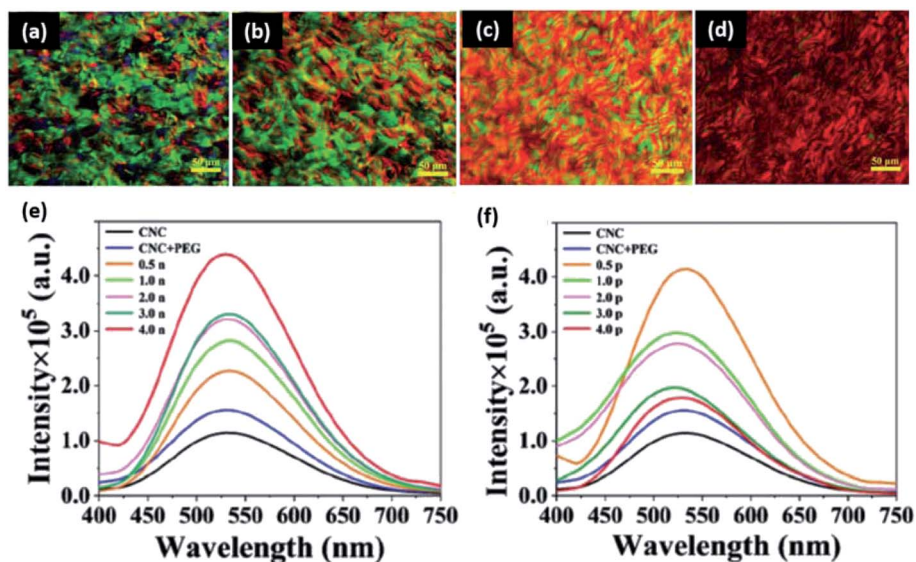 (a)
(b)
(c)
(d)
50 μm
50 μm
50 μm
50 μm
(e)
(f)
CNC
CNC+PEG
0.5 n
1.0 n
2.0 n
3.0 n
4.0 n
4.0
3.0
2.0
1.0
0.0
Intensity×10⁵ (a.u.)
400 450 500 550 600 650 700 750
Wavelength (nm)
CNC
CNC+PEG
0.5 p
1.0 p
2.0 p
3.0 p
4.0 p
4.0
3.0
2.0
1.0
0.0
Intensity×10⁵ (a.u.)
400 450 500 550 600 650 700 750
Wavelength (nm)